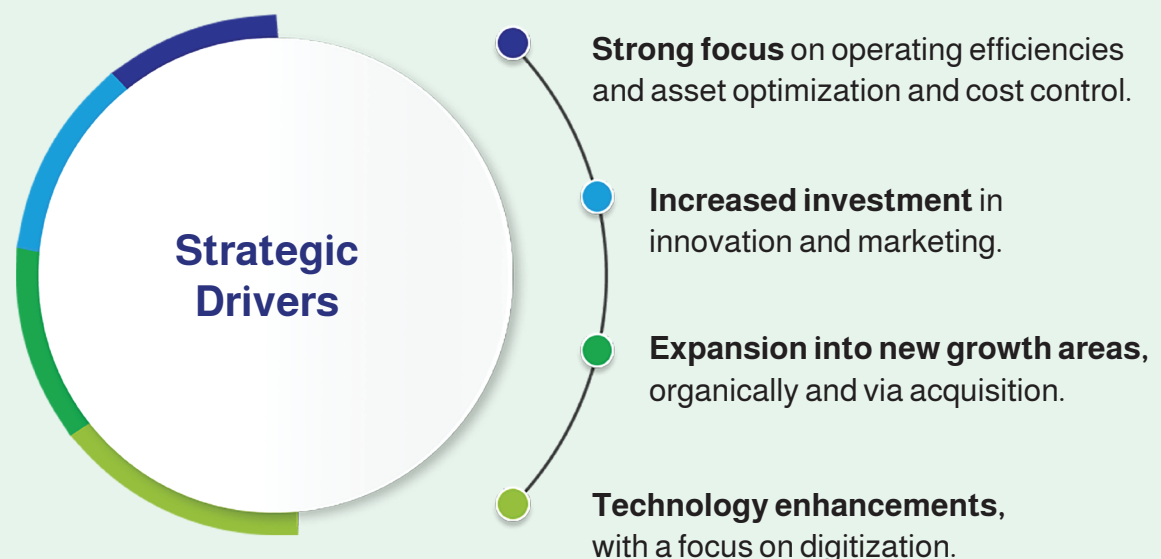 Strategic
Drivers
Strong focus on operating efficiencies
and asset optimization and cost control.
Increased investment in
innovation and marketing.
Expansion into new growth areas,
organically and via acquisition.
Technology enhancements,
with a focus on digitization.